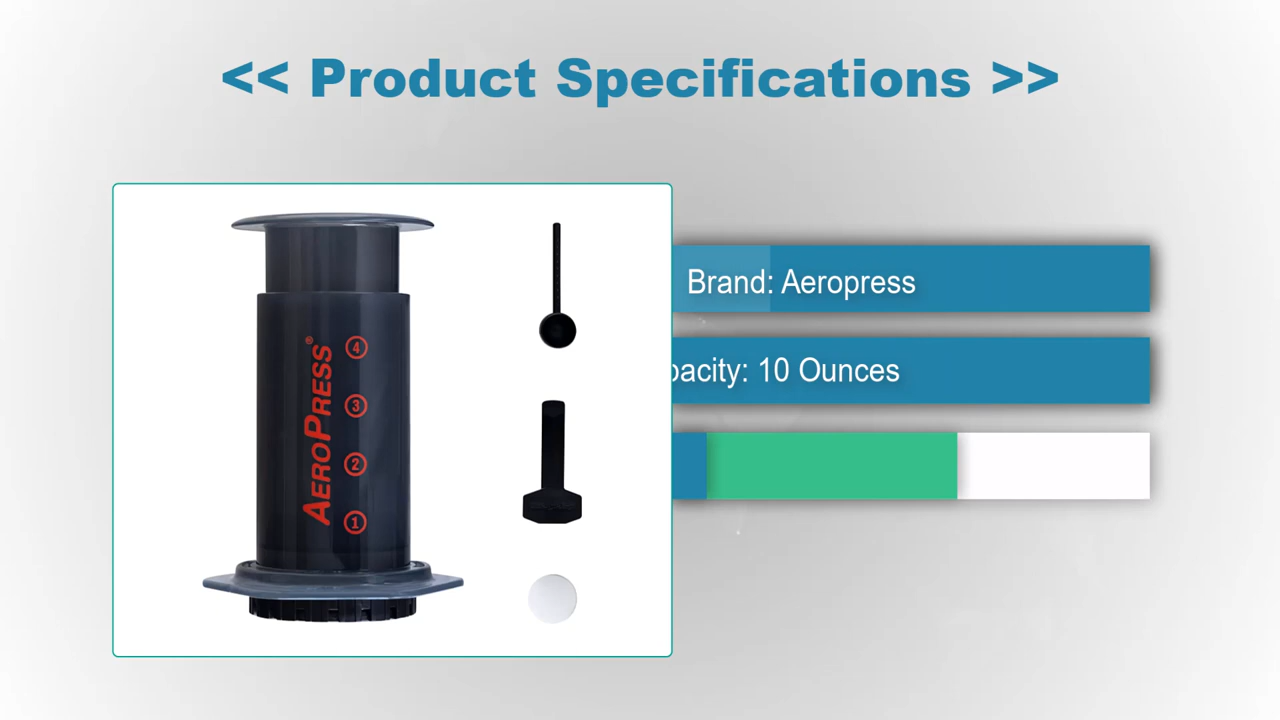 << Product Specifications >>
AEROPRESS®
4
3
2
1
Brand: Aeropress
pacity: 10 Ounces